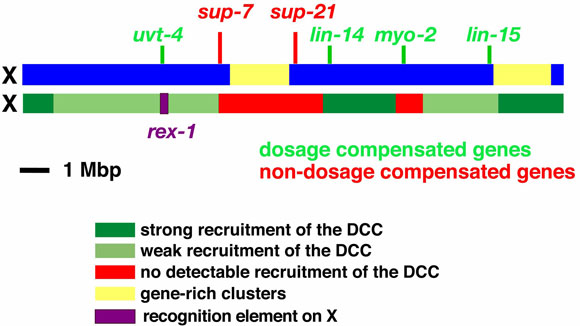 sup-7 sup-21
uvt-4 lin-14 myo-2 lin-15
X
X
rex-1
dosage compensated genes
1 Mbp non-dosage compensated genes
strong recruitment of the DCC
weak recruitment of the DCC
no detectable recruitment of the DCC
gene-rich clusters
recognition element on X